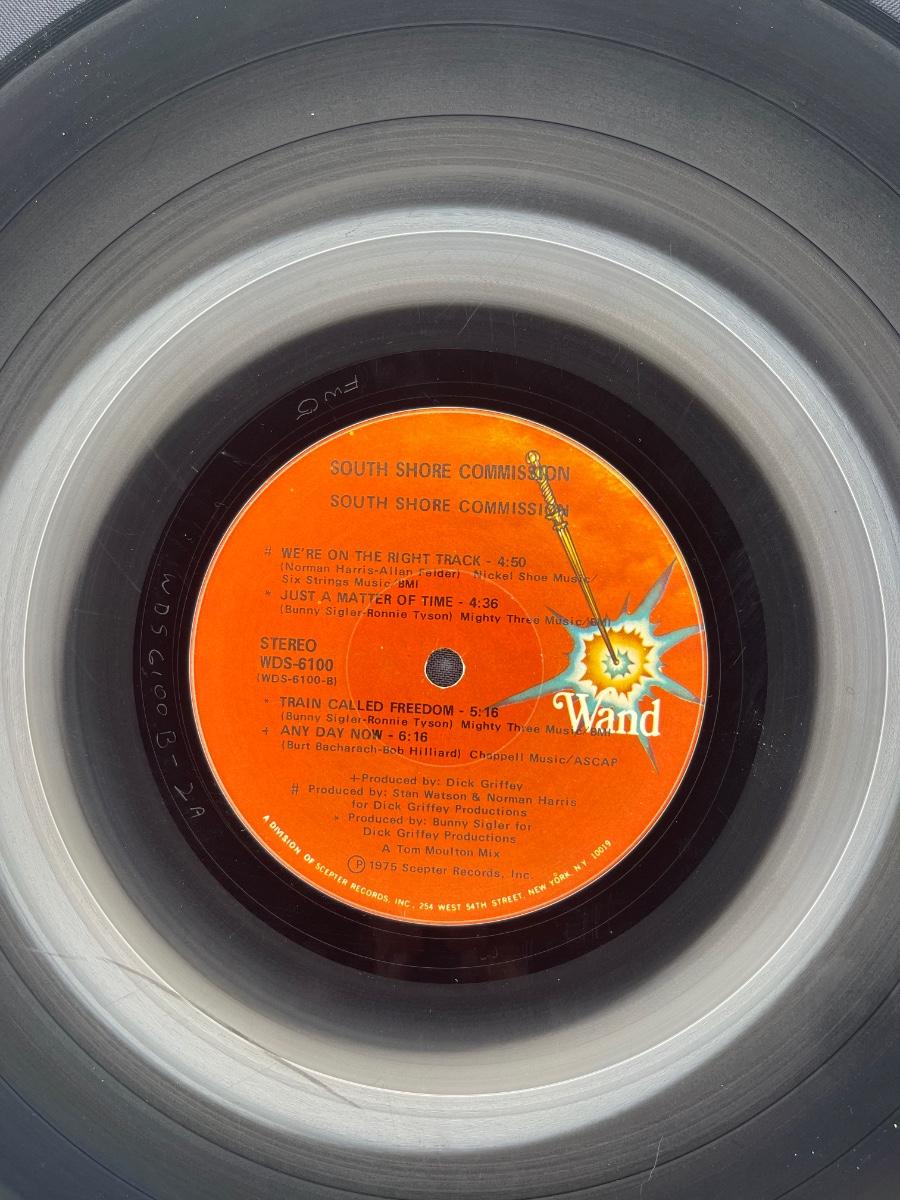 FWG
SOUTH SHORE COMMISSION
SOUTH SHORE COMMISSION
# WE'RE ON THE RIGHT TRACK - 4:50
(Norman Harris-Allan Felder) Nickel Shoe Music/
Six Strings Music/BMI
* JUST A MATTER OF TIME - 4:36
(Bunny Sigler-Ronnie Tyson) Mighty Three Music/BMI
STEREO
WDS-6100
(WDS-6100-B)
* TRAIN CALLED FREEDOM - 5:16
(Bunny Sigler-Ronnie Tyson) Mighty Three Music/BMI
+ ANY DAY NOW - 6:16
(Burt Bacharach-Bob Hilliard) Chappell Music/ASCAP
Wand
+Produced by: Dick Griffey
# Produced by: Stan Watson & Norman Harris
for Dick Griffey Productions
* Produced by: Bunny Sigler for
Dick Griffey Productions
A Tom Moulton Mix
Ⓟ 1975 Scepter Records, Inc.
A DIVISION OF SCEPTER RECORDS, INC. 254 WEST 54TH STREET, NEW YORK, N.Y. 10019
WDS 6100 B - 2A